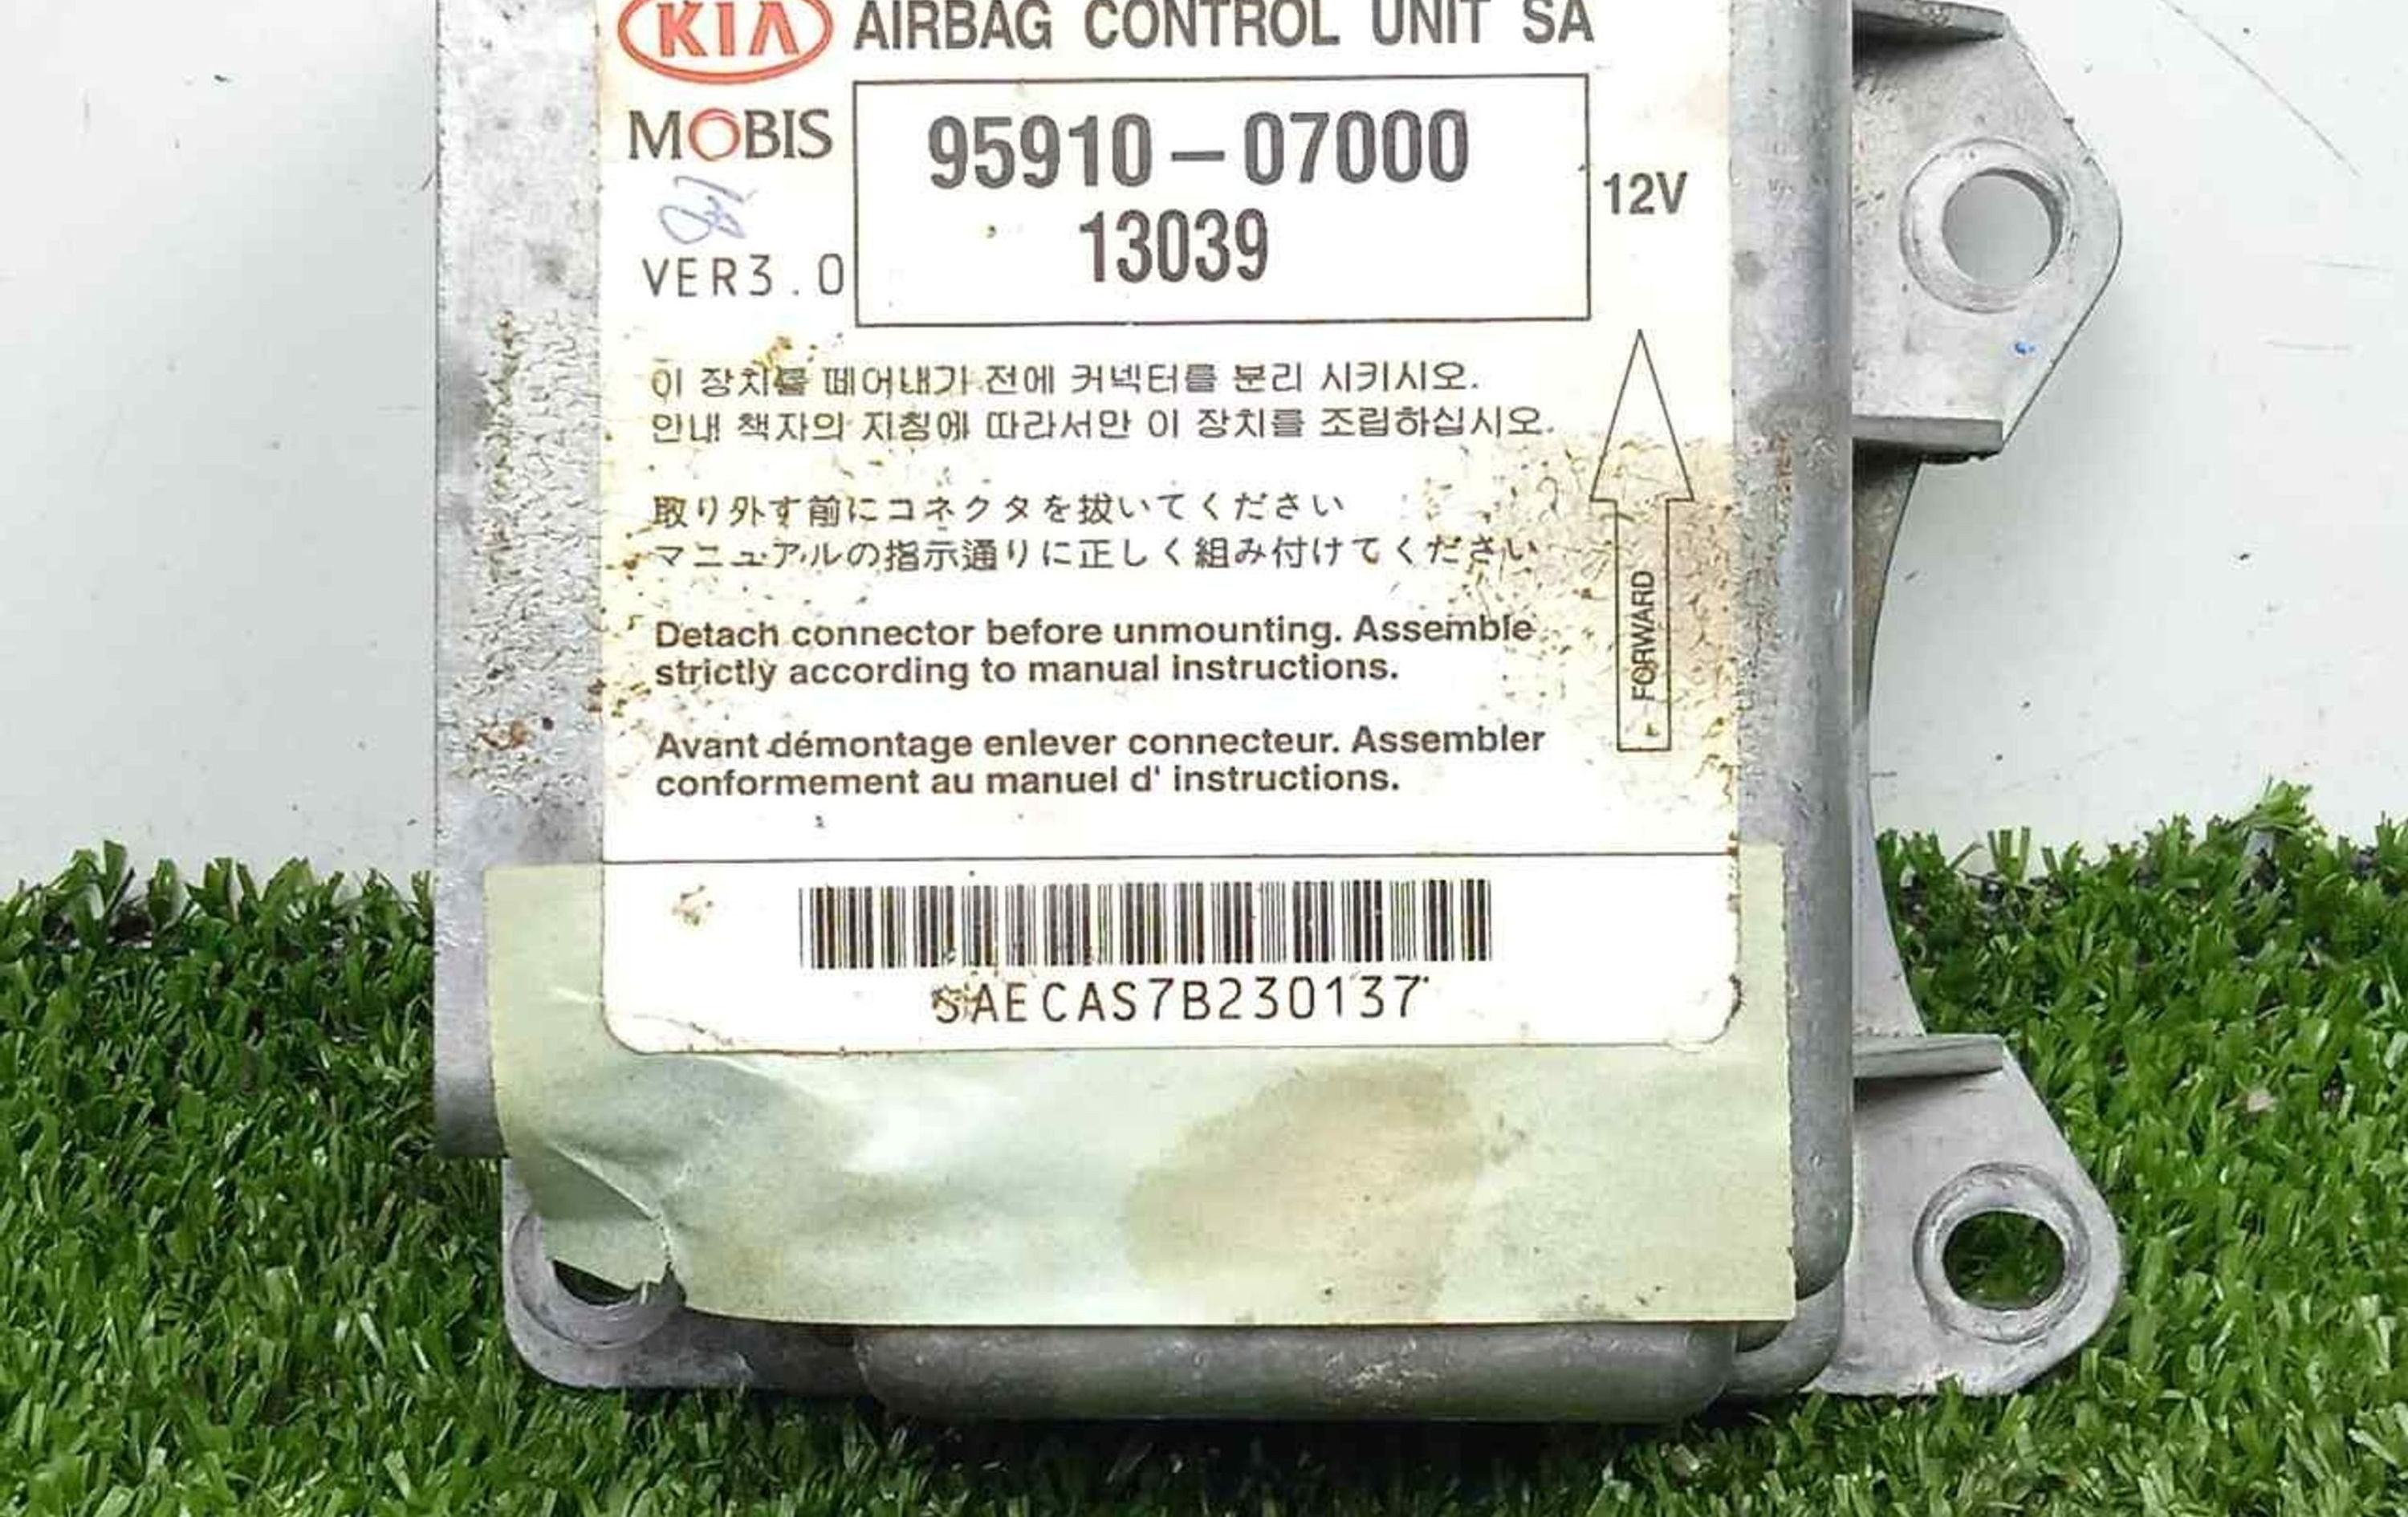 KIA AIRBAG CONTROL UNIT SA
MOBIS
95910-07000
13039
12V
VER3.0
이 장치를 떼어내기 전에 커넥터를 분리 시키시오.
안내 책자의 지침에 따라서만 이 장치를 조립하십시오.
取り外す前にコネクタを抜いてください
マニュアルの指示通りに正しく組み付けてください
FORWARD
Detach connector before unmounting. Assemble
strictly according to manual instructions.
Avant démontage enlever connecteur. Assembler
conformement au manuel d' instructions.
SAECAS7B230137